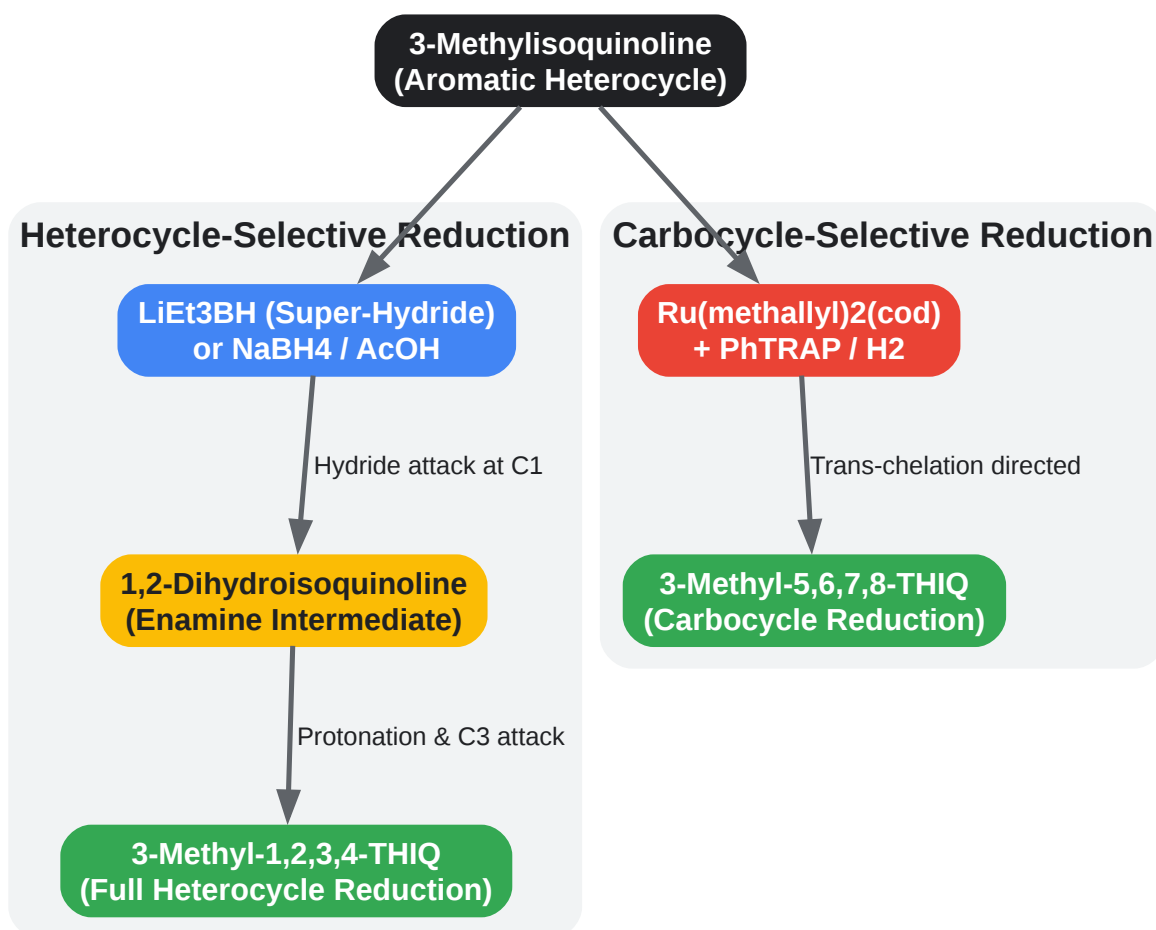 3-Methylisoquinoline
(Aromatic Heterocycle)
Heterocycle-Selective Reduction
LiEt3BH (Super-Hydride)
or NaBH4 / AcOH
Hydride attack at C1
1,2-Dihydroisoquinoline
(Enamine Intermediate)
Protonation & C3 attack
3-Methyl-1,2,3,4-THIQ
(Full Heterocycle Reduction)
Carbocycle-Selective Reduction
Ru(methallyl)2(cod)
+ PhTRAP / H2
Trans-chelation directed
3-Methyl-5,6,7,8-THIQ
(Carbocycle Reduction)